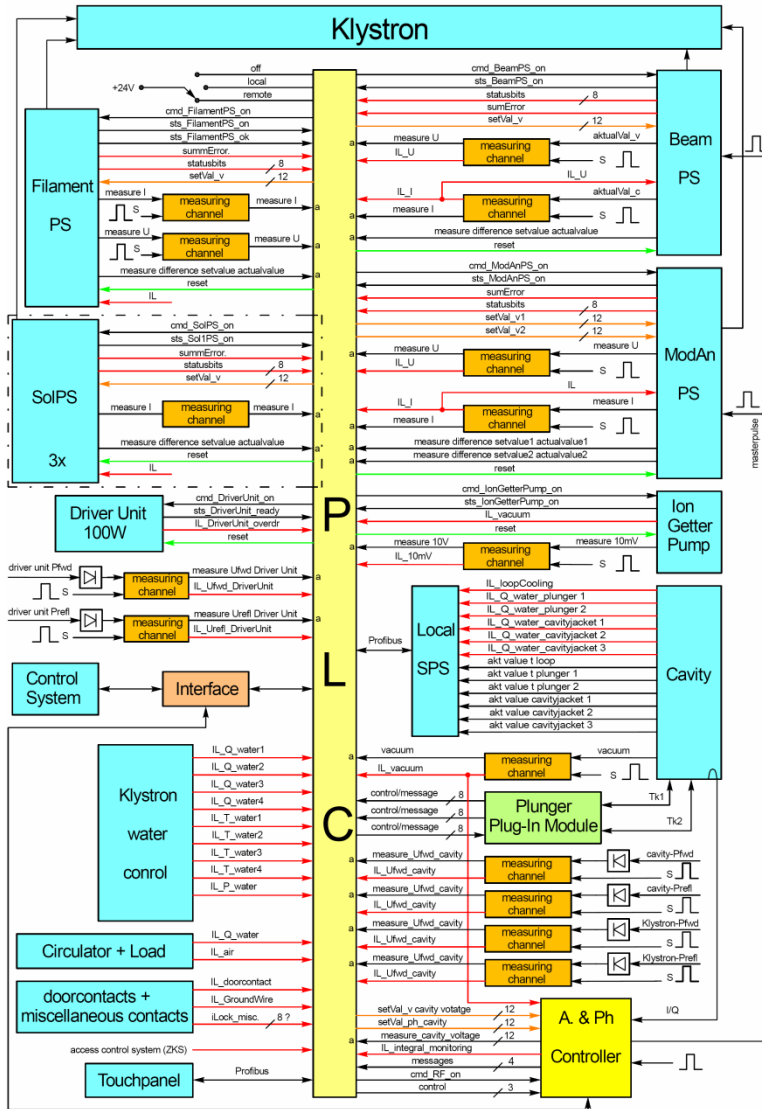 Klystron
off
local
+24V
remote
cmd_FilamentPS_on
sts_FilamentPS_on
sts_FilamentPS_ok
summError.
statusbits
8
setVal_v
12
Filament
PS
measure I
S
measuring
channel
measure I
a
measure U
S
measuring
channel
measure U
a
measure difference setvalue actualvalue
a
reset
IL
cmd_SolPS_on
sts_Sol1PS_on
summError.
statusbits
8
setVal_v
12
SolPS
3x
measure I
S
measuring
channel
measure I
a
measure difference setvalue actualvalue
a
reset
IL
Driver Unit
100W
cmd_DriverUnit_on
sts_DriverUnit_ready
IL_DriverUnit_overdr
reset
driver unit Pfwd
S
measuring
channel
measure Ufwd Driver Unit
a
IL_Ufwd_DriverUnit
driver unit Prefl
S
measuring
channel
measure Urefl Driver Unit
a
IL_Urefl_DriverUnit
Control
System
Interface
Klystron
water
conrol
IL_Q_water1
IL_Q_water2
IL_Q_water3
IL_Q_water4
IL_T_water1
IL_T_water2
IL_T_water3
IL_T_water4
IL_P_water
Circulator + Load
IL_Q_water
IL_air
doorcontacts +
miscellaneous contacts
IL_doorcontact
IL_GroundWire
iLock_misc.
8 ?
access control system (ZKS)
Touchpanel
Profibus
P
L
C
cmd_BeamPS_on
sts_BeamPS_on
statusbits
8
sumError
setVal_v
12
a
measure U
IL_U
measuring
channel
aktualVal_v
S
IL_U
IL_I
a
measure I
measuring
channel
aktualVal_c
S
a
measure difference setvalue actualvalue
reset
Beam
PS
cmd_ModAnPS_on
sts_ModAnPS_on
sumError
statusbits
8
setVal_v1
12
setVal_v2
12
a
measure U
IL_U
measuring
channel
measure U
S
IL
IL_I
a
measure I
measuring
channel
measure I
S
a
measure difference setvalue1 actualvalue1
a
measure difference setvalue2 actualvalue2
reset
ModAn
PS
masterpulse
cmd_IonGetterPump_on
sts_IonGetterPump_on
IL_vacuum
reset
a
measure 10V
IL_10mV
measuring
channel
measure 10mV
S
Ion
Getter
Pump
Profibus
Local
SPS
IL_loopCooling
IL_Q_water_plunger 1
IL_Q_water_plunger 2
IL_Q_water_cavityjacket 1
IL_Q_water_cavityjacket 2
IL_Q_water_cavityjacket 3
akt value t loop
akt value t plunger 1
akt value t plunger 2
akt value cavityjacket 1
akt value cavityjacket 2
akt value cavityjacket 3
Cavity
a
vacuum
IL_vacuum
measuring
channel
vacuum
S
control/message
8
control/message
8
control/message
8
Plunger
Plug-In Module
Tk1
Tk2
a
measure_Ufwd_cavity
IL_Ufwd_cavity
measuring
channel
cavity-Pfwd
S
a
measure_Ufwd_cavity
IL_Ufwd_cavity
measuring
channel
cavity-Prefl
S
a
measure_Ufwd_cavity
IL_Ufwd_cavity
measuring
channel
Klystron-Pfwd
S
a
measure_Ufwd_cavity
IL_Ufwd_cavity
measuring
channel
Klystron-Prefl
S
setVal_v cavity votatge
12
setVal_ph_cavity
12
a
measure_cavity_voltage
12
IL_integral_monitoring
messages
4
cmd_RF_on
control
3
A. & Ph
Controller
I/Q